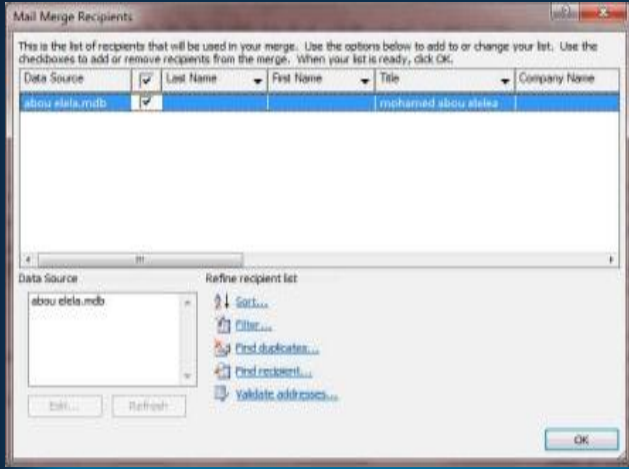 Mail Merge Recipients
This is the list of recipients that will be used in your merge. Use the options below to add to or change your list. Use the
checkboxes to add or remove recipients from the merge. When your list is ready, click OK.
Data Source Last Name First Name Title Company Name
abou elela.mdb mohamed abou elelea
Data Source Refine recipient list
abou elela.mdb
Sort...
Filter...
Find duplicates...
Find recipient...
Validate addresses...
Edit... Refresh
OK